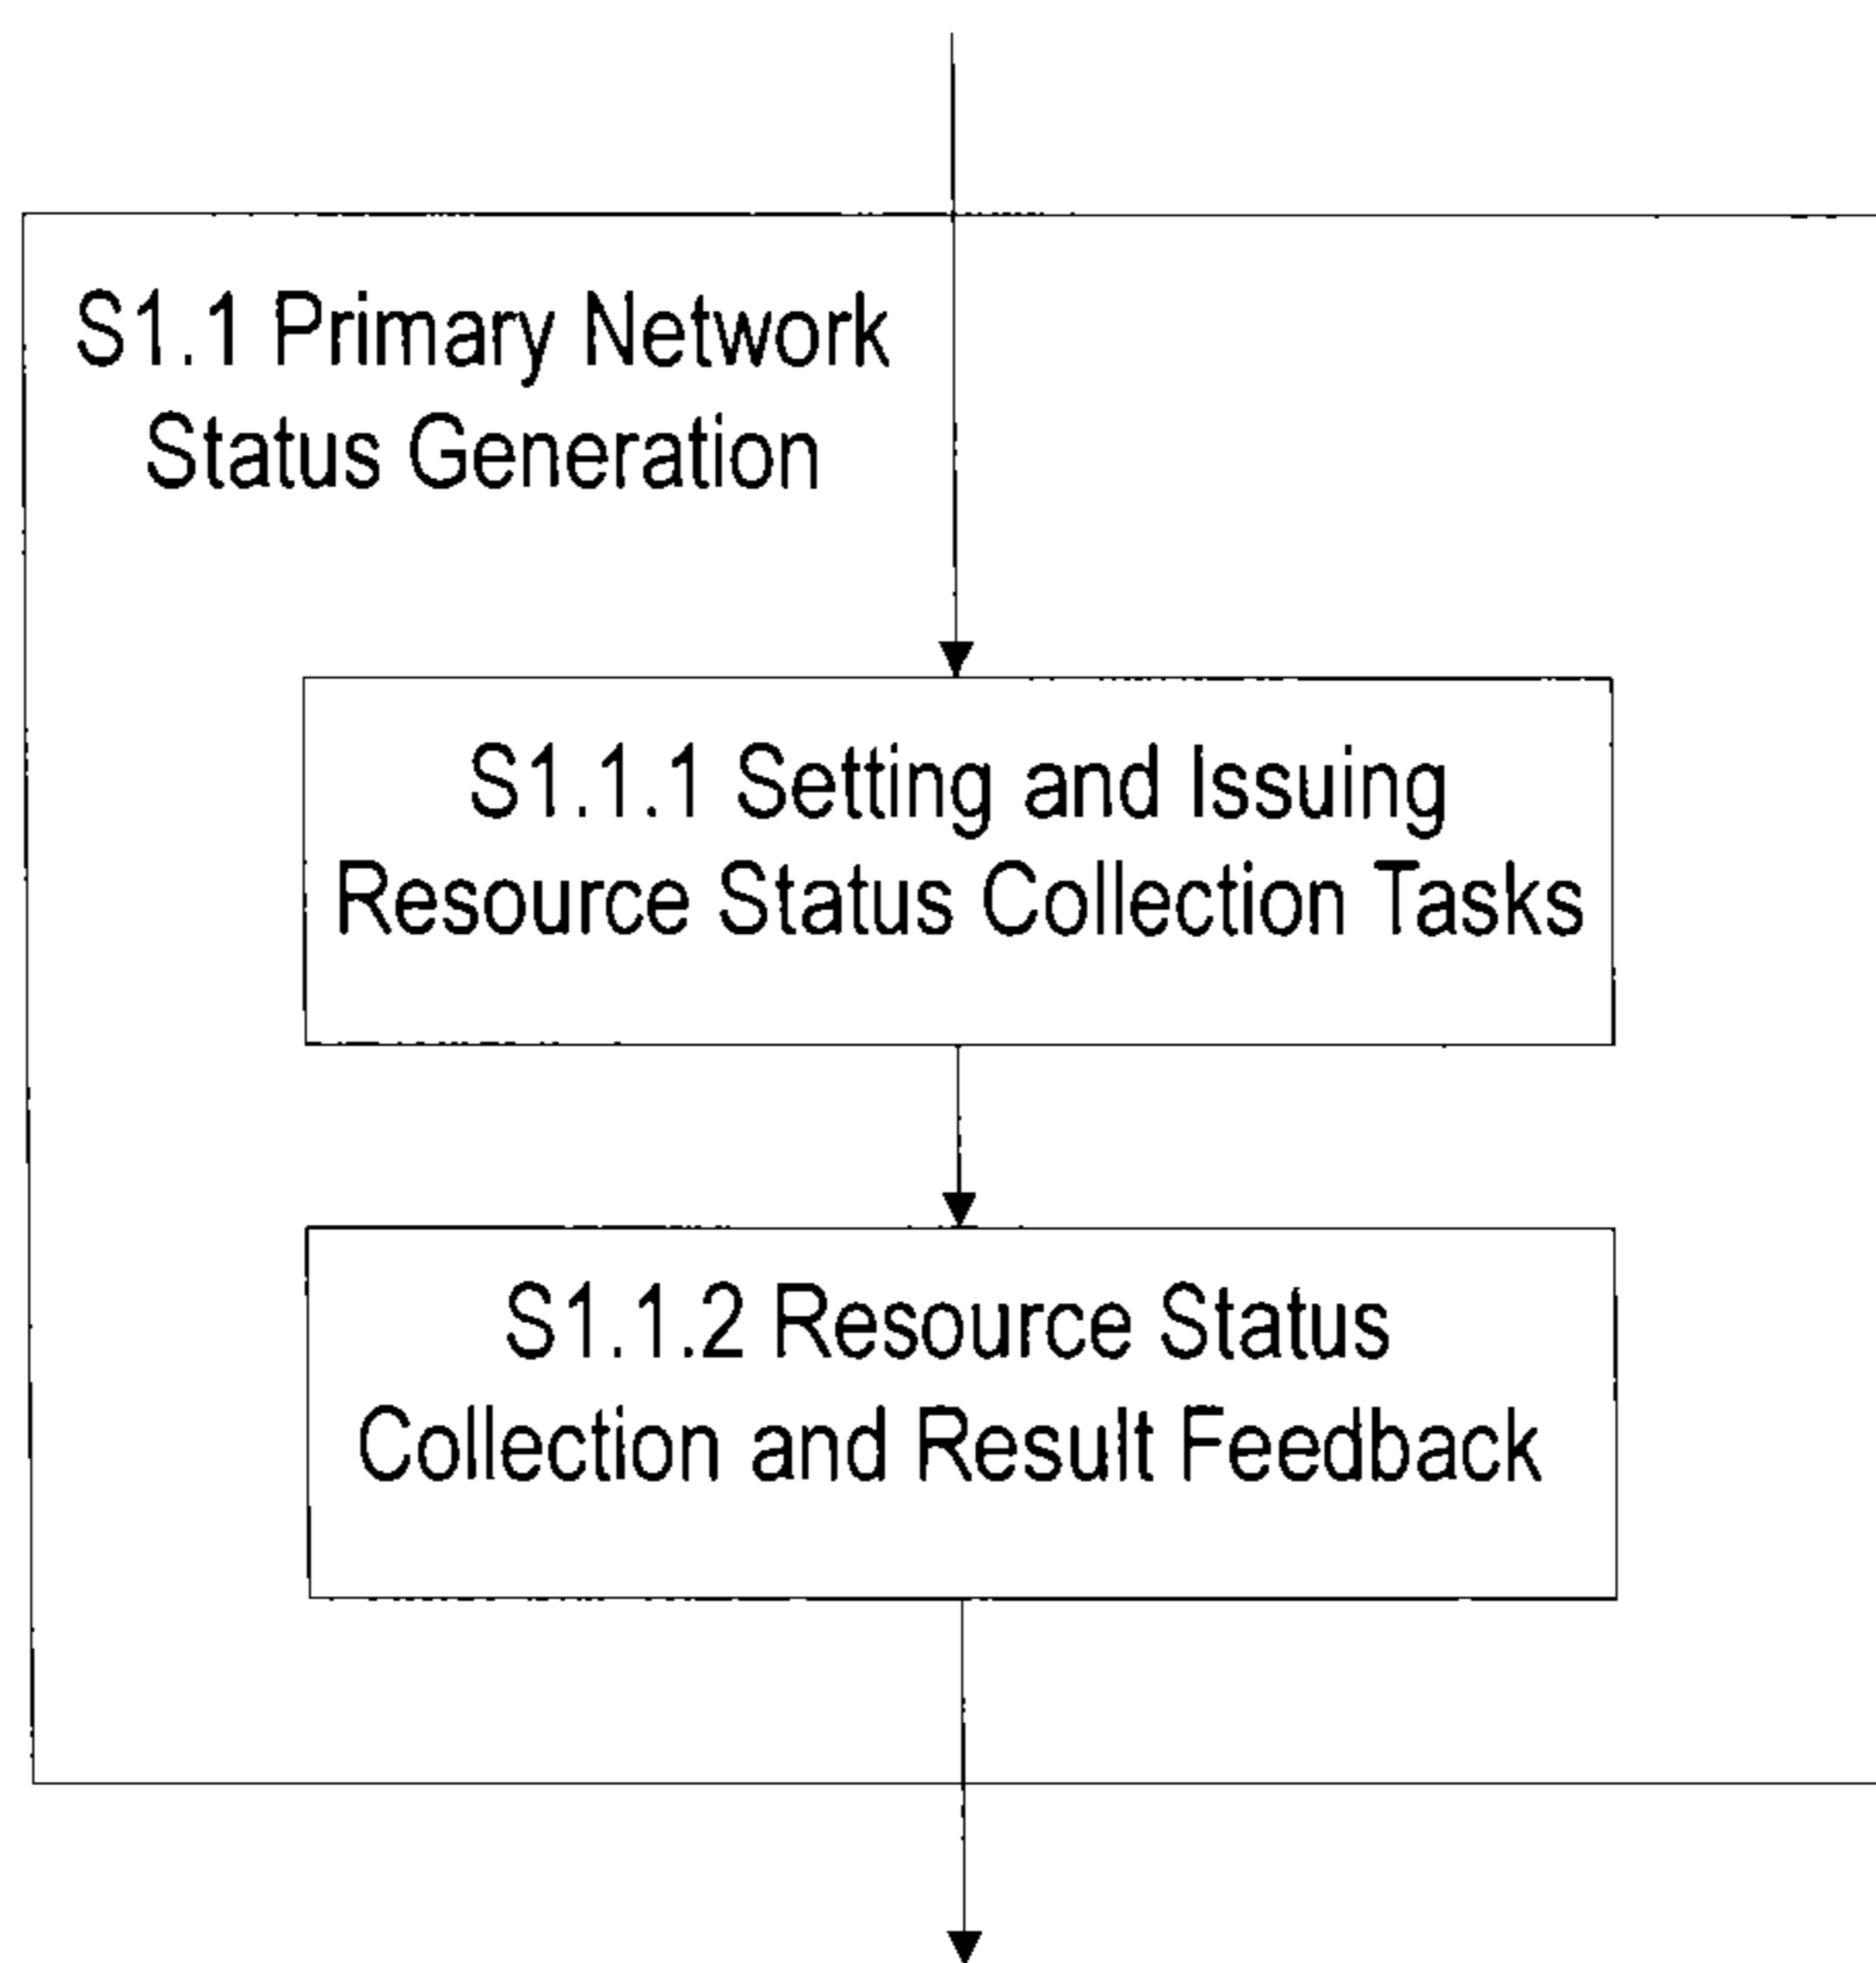 S1.1 Primary Network
Status Generation
S1.1.1 Setting and Issuing
Resource Status Collection Tasks
S1.1.2 Resource Status
Collection and Result Feedback